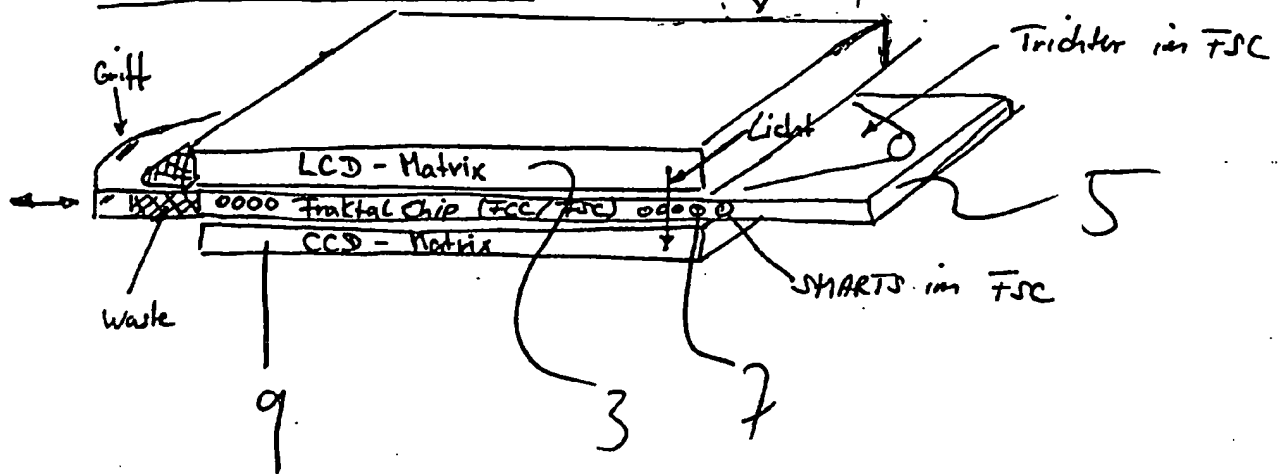 Trichter im FSC
Griff
Licht
LCD - Matrix
Fraktal Chip (FCC/FSC)
CCD - Matrix
5
SMARTS im FSC
Waste
9
3
7